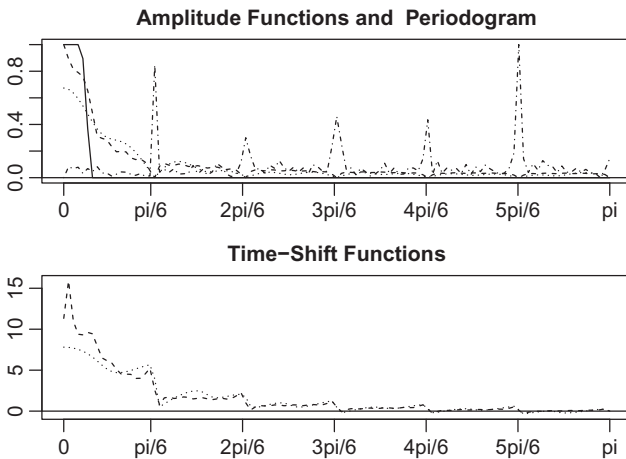 Amplitude Functions and Periodogram
0.8
0.4
0.0
0 pi/6 2pi/6 3pi/6 4pi/6 5pi/6 pi
Time−Shift Functions
15
10
5
0
0 pi/6 2pi/6 3pi/6 4pi/6 5pi/6 pi